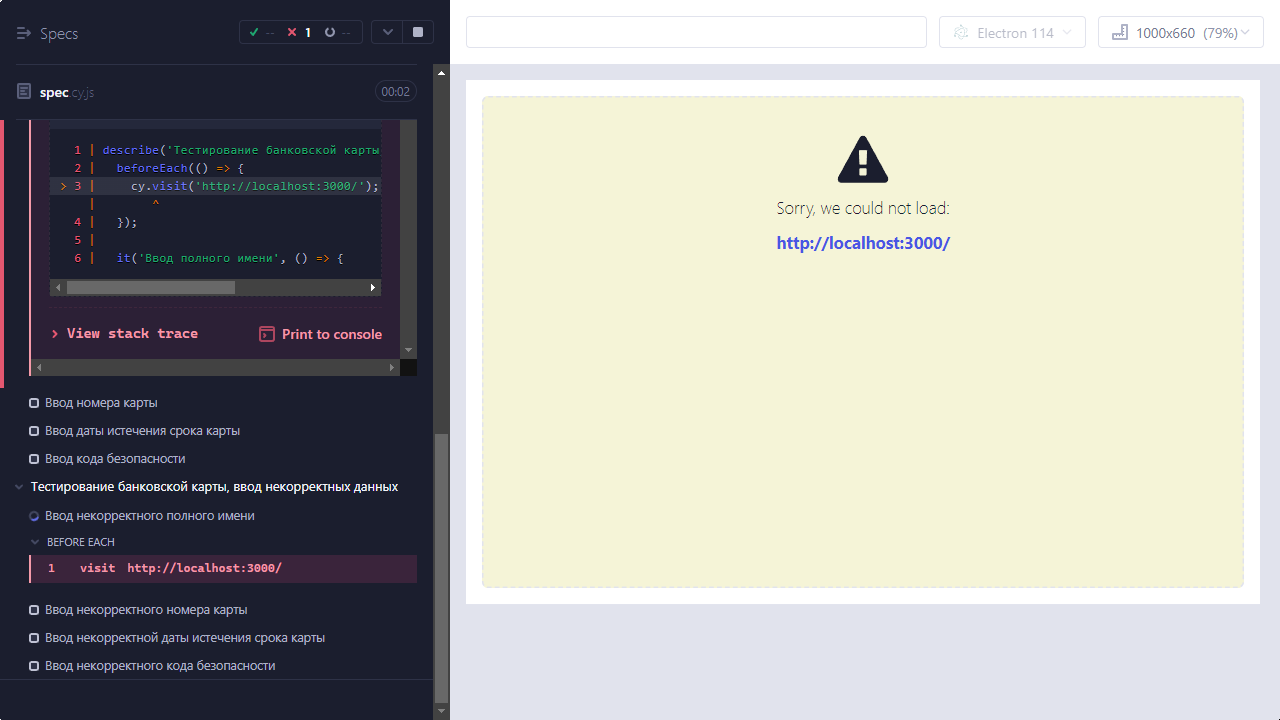 Specs
-- 1 --
Electron 114
1000x660 (79%)
spec.cy.js
00:02
1 | describe('Тестирование банковской карты
2 | beforeEach(() => {
> 3 | cy.visit('http://localhost:3000/');
| ^
4 | });
5 |
6 | it('Ввод полного имени', () => {
View stack trace
Print to console
Ввод номера карты
Ввод даты истечения срока карты
Ввод кода безопасности
Тестирование банковской карты, ввод некорректных данных
Ввод некорректного полного имени
BEFORE EACH
1 visit http://localhost:3000/
Ввод некорректного номера карты
Ввод некорректной даты истечения срока карты
Ввод некорректного кода безопасности
Sorry, we could not load:
http://localhost:3000/